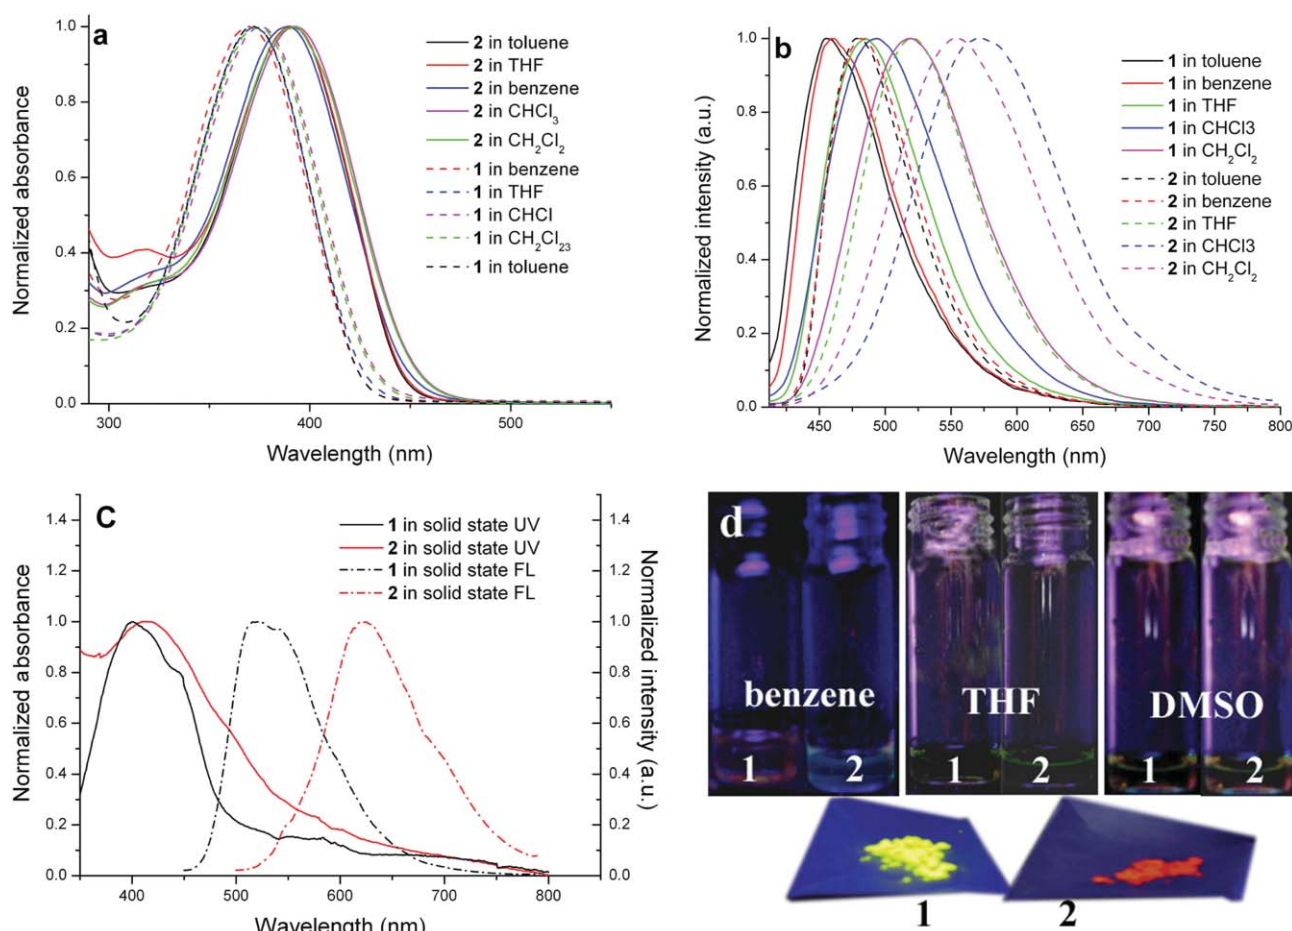 a
Normalized absorbance
1.0
0.8
0.6
0.4
0.2
0.0
300
400
500
Wavelength (nm)
2 in toluene
2 in THF
2 in benzene
2 in CHCl₃
2 in CH₂Cl₂
1 in benzene
1 in THF
1 in CHCl
1 in CH₂Cl₂₃
1 in toluene
b
Normalized intensity (a.u.)
1.0
0.8
0.6
0.4
0.2
0.0
450 500 550 600 650 700 750 800
Wavelength (nm)
1 in toluene
1 in benzene
1 in THF
1 in CHCl3
1 in CH₂Cl₂
2 in toluene
2 in benzene
2 in THF
2 in CHCl3
2 in CH₂Cl₂
C
Normalized absorbance
1.4
1.2
1.0
0.8
0.6
0.4
0.2
0.0
400 500 600 700 800
Wavelength (nm)
1 in solid state UV
2 in solid state UV
1 in solid state FL
2 in solid state FL
1.4
1.2
1.0
0.8
0.6
0.4
0.2
0.0
Normalized intensity (a.u.)
d
benzene THF DMSO
1 2 1 2 1 2
1 2